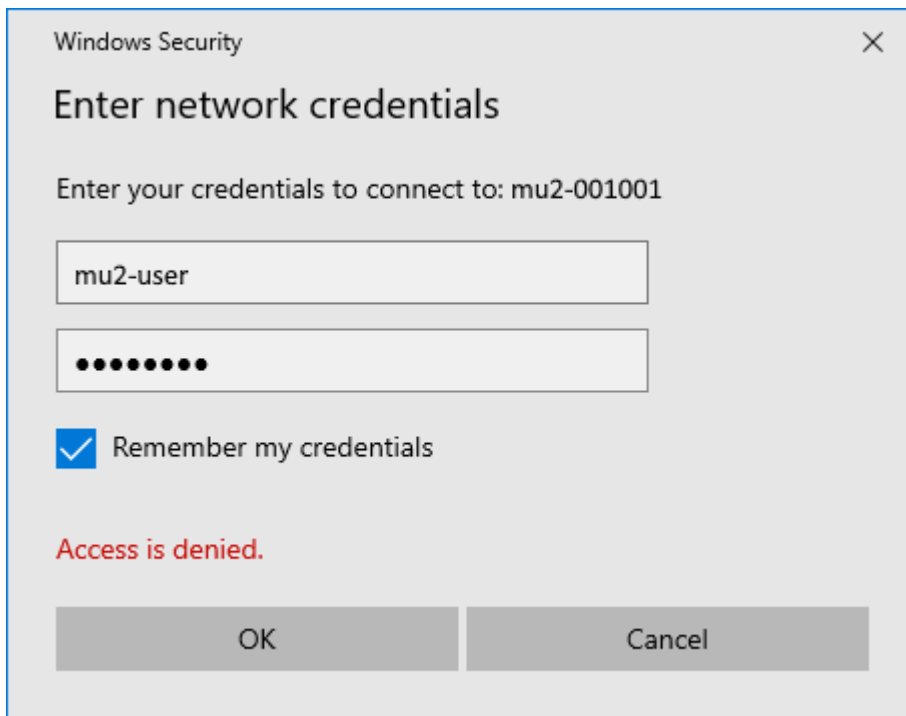 Windows Security
Enter network credentials
Enter your credentials to connect to: mu2-001001
mu2-user
●●●●●●●●
Remember my credentials
Access is denied.
OK
Cancel